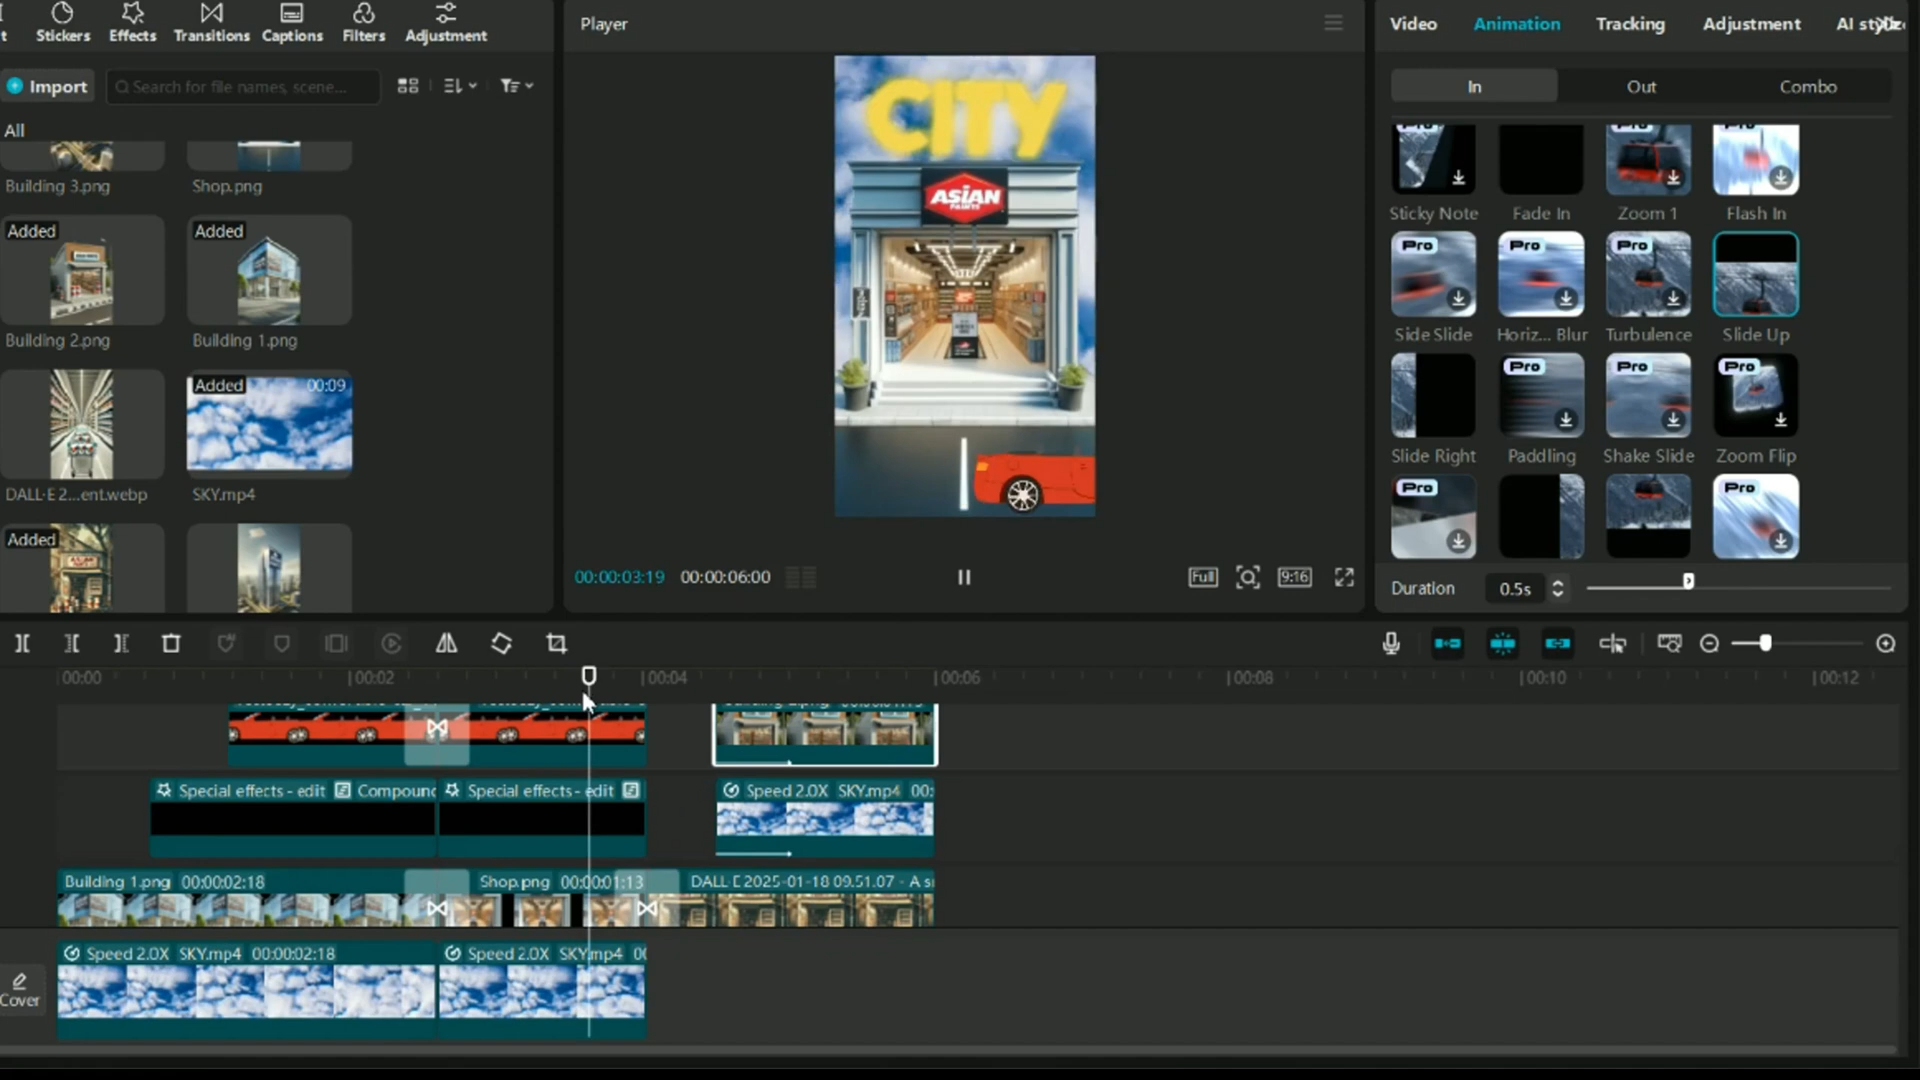 Stickers Effects Transitions Captions Filters Adjustment
Import
Search for file names, scene...
All
Building 3.png Shop.png
Added Added
Building 2.png Building 1.png
Added 00:09
DALL·E 2...ent.webp SKY.mp4
Added
Player
CITY
ASIAN
PAINTS
00:00:03:19 00:00:06:00
Full 9:16
Video Animation Tracking Adjustment
In Out Combo
Pro Pro Pro
Sticky Note Fade In Zoom 1 Flash In
Pro Pro Pro
Side Slide Horiz... Blur Turbulence Slide Up
Pro Pro Pro Pro
Slide Right Paddling Shake Slide Zoom Flip
Pro Pro
Duration 0.5s
00:00 00:02 00:04 00:06 00:08 00:10 00:12
Special effects - edit Compound Special effects - edit Speed 2.0X SKY.mp4 00:
Building 1.png 00:00:02:18 Shop.png 00:00:01:13 DALL·E 2025-01-18 09.51.07 - A s
Speed 2.0X SKY.mp4 00:00:02:18 Speed 2.0X SKY.mp4
Cover